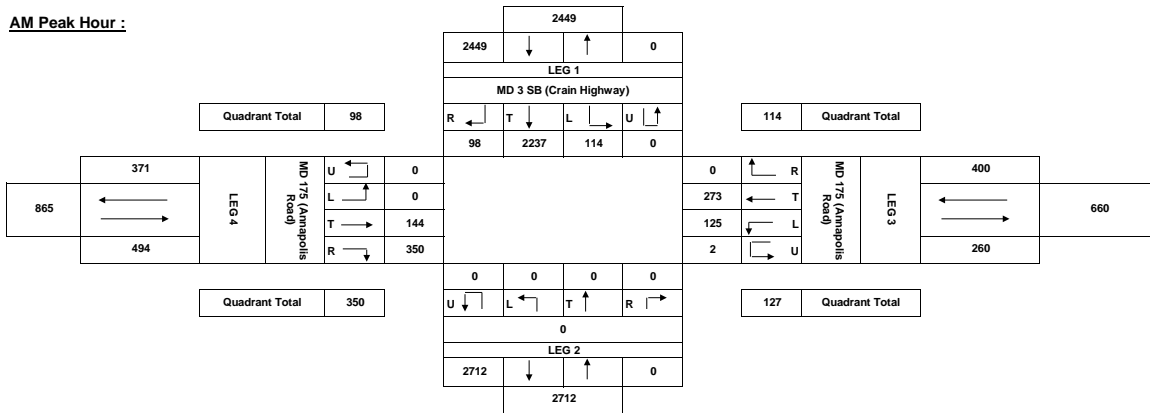 AM Peak Hour :
2449
2449 0
LEG 1
MD 3 SB (Crain Highway)
Quadrant Total 98
R T L U
Quadrant Total 114
98 2237 114 0
371
865
494
LEG 4
MD 175 (Annapolis Road)
U 0
L 0
T 144
R 350
0 R
273 T
125 L
2 U
MD 175 (Annapolis Road)
LEG 3
400
660
260
0 0 0 0
Quadrant Total 350
U L T R
127 Quadrant Total
0
LEG 2
2712 0
2712